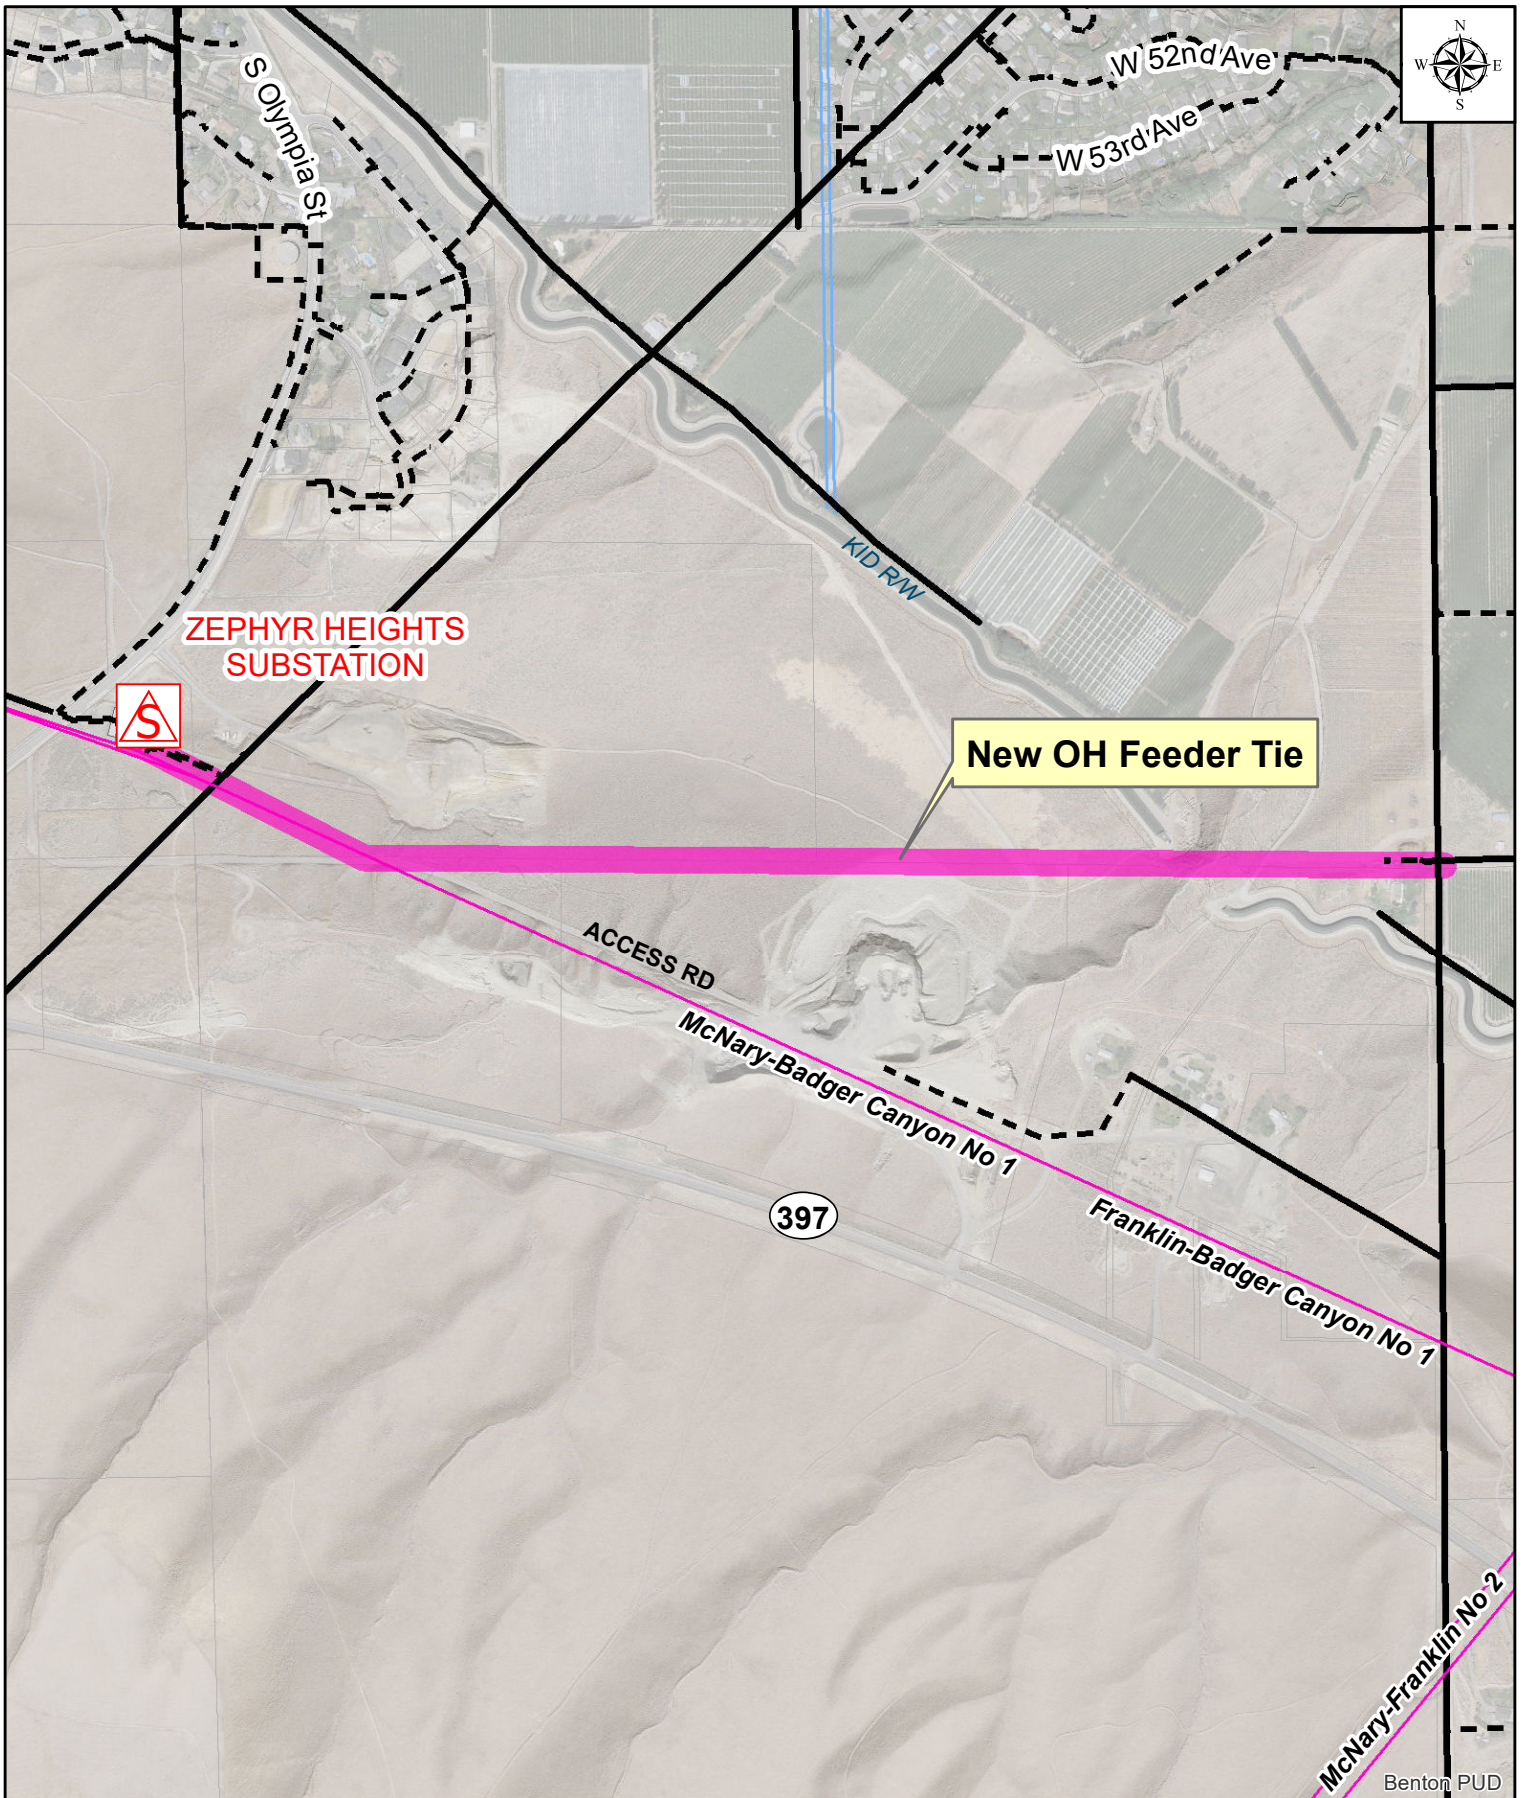 N
W E
S
W 52nd Ave
S Olympia St
W 53rd Ave
KID R/W
ZEPHYR HEIGHTS
SUBSTATION
S
New OH Feeder Tie
ACCESS RD
McNary-Badger Canyon No 1
397
Franklin-Badger Canyon No 1
McNary-Franklin No 2
Benton PUD